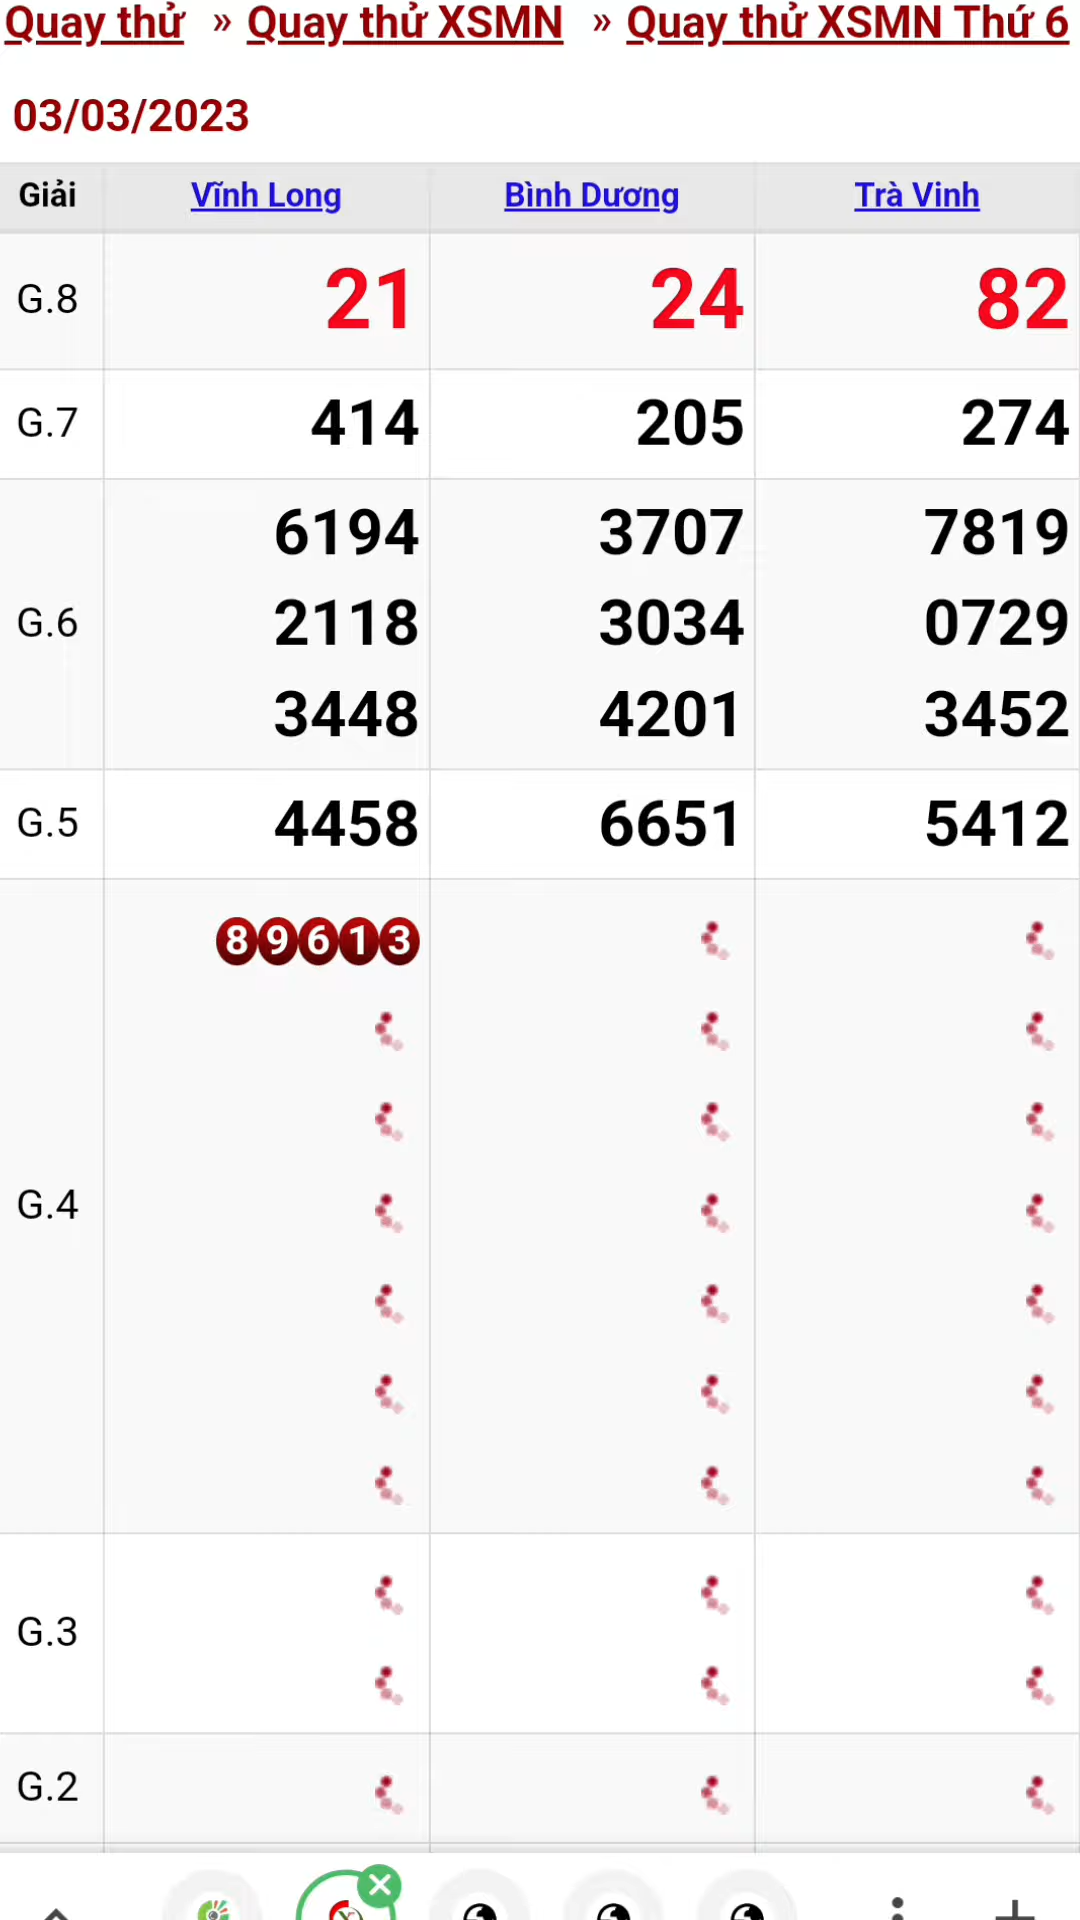 Quay thử » Quay thử XSMN » Quay thử XSMN Thứ 6
03/03/2023
Giải Vĩnh Long Bình Dương Trà Vinh
G.8 21 24 82
G.7 414 205 274
6194 3707 7819
G.6 2118 3034 0729
3448 4201 3452
G.5 4458 6651 5412
89613
G.4
G.3
G.2